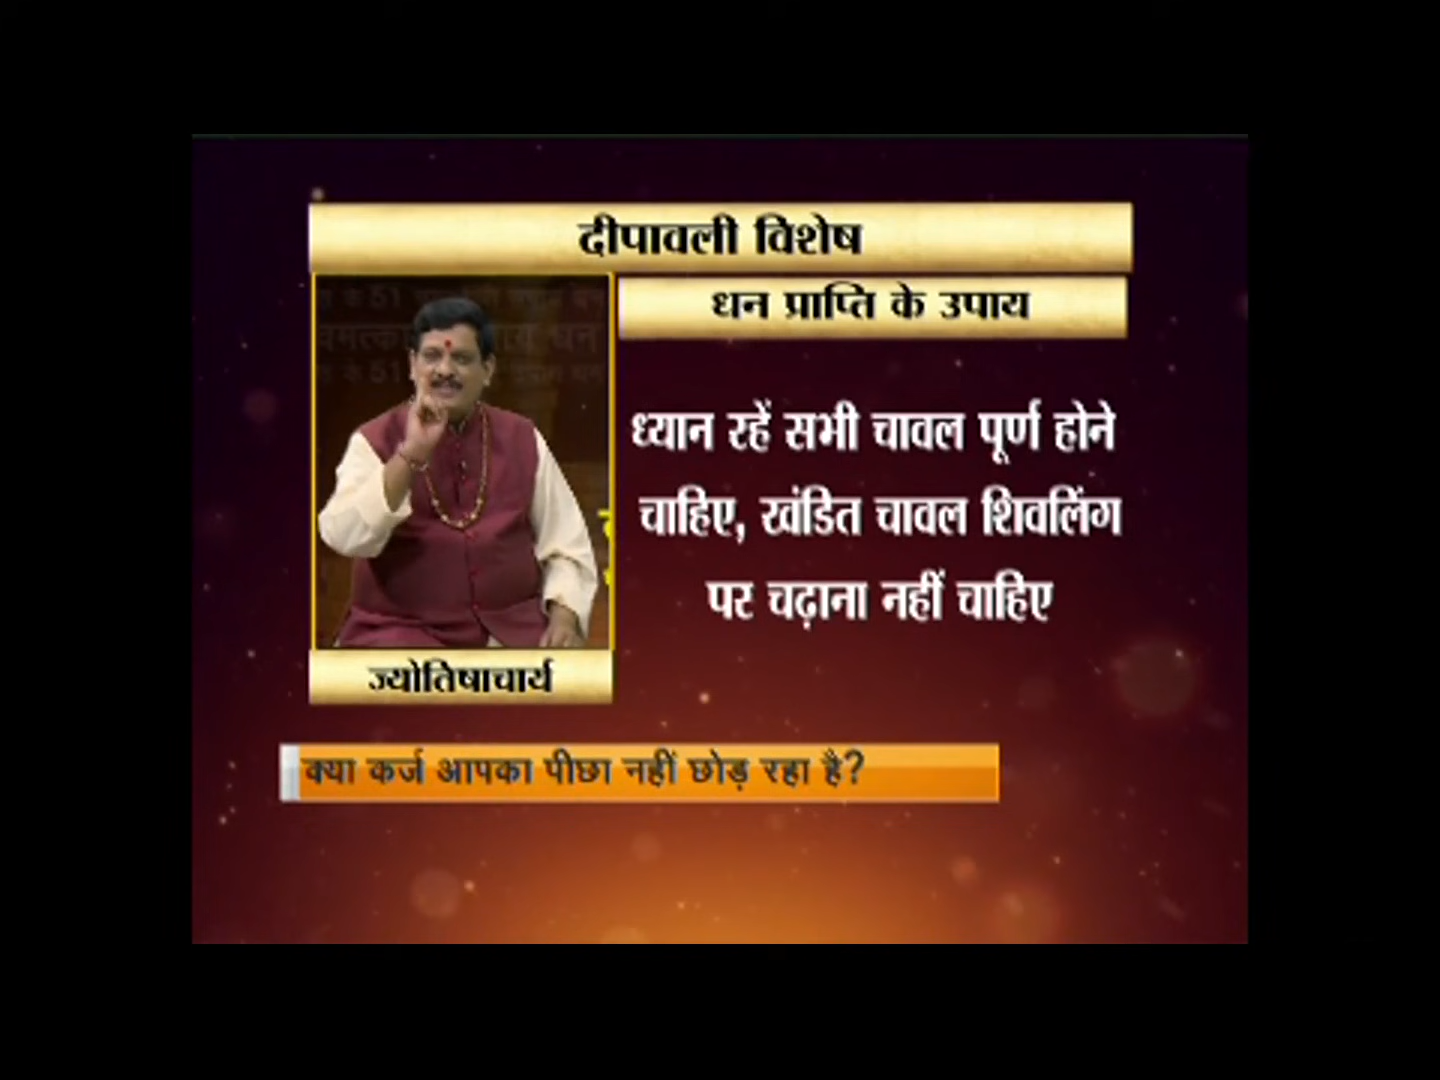 दीपावली विशेष
धन प्राप्ति के उपाय
ध्यान रहें सभी चावल पूर्ण होने
चाहिए, खंडित चावल शिवलिंग
पर चढ़ाना नहीं चाहिए
ज्योतिषाचार्य
क्या कर्ज आपका पीछा नहीं छोड़ रहा है?